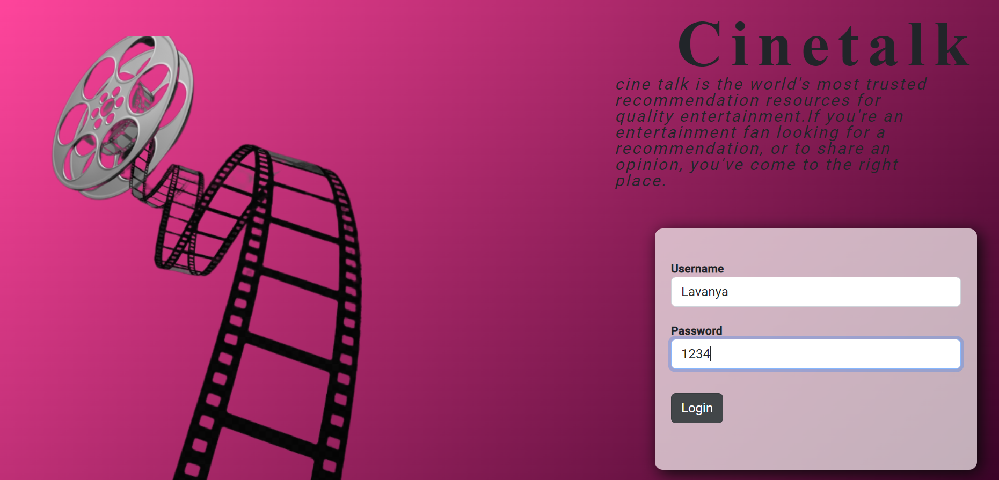 Cinetalk
cine talk is the world's most trusted
recommendation resources for
quality entertainment.If you're an
entertainment fan looking for a
recommendation, or to share an
opinion, you've come to the right
place.
Username
Lavanya
Password
1234
Login